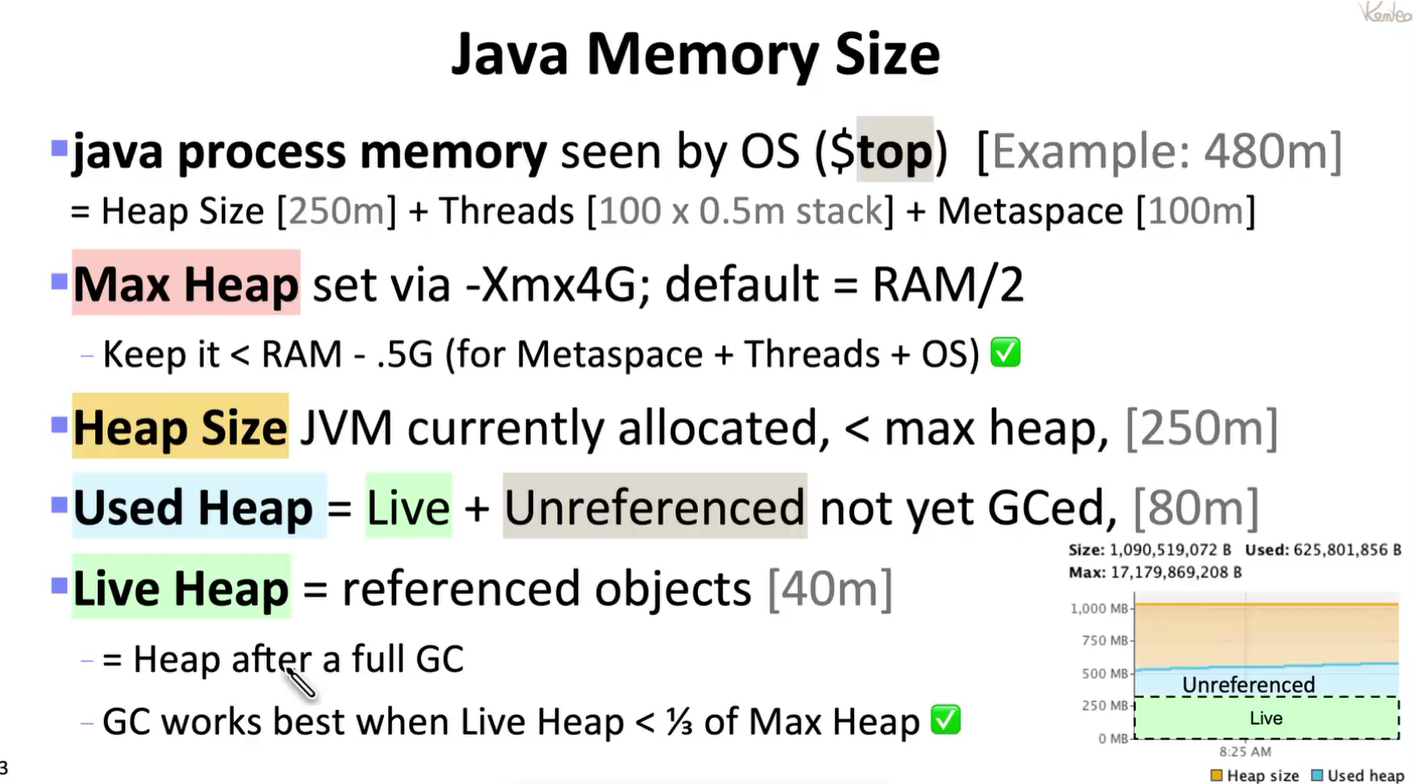 Kenlea
Java Memory Size
▪java process memory seen by OS ($top) [Example: 480m]
= Heap Size [250m] + Threads [100 x 0.5m stack] + Metaspace [100m]
▪Max Heap set via -Xmx4G; default = RAM/2
– Keep it < RAM - .5G (for Metaspace + Threads + OS) ✅
▪Heap Size JVM currently allocated, < max heap, [250m]
▪Used Heap = Live + Unreferenced not yet GCed, [80m]
▪Live Heap = referenced objects [40m]
– = Heap after a full GC
– GC works best when Live Heap < ⅓ of Max Heap ✅
Size: 1,090,519,072 B Used: 625,801,856 B
Max: 17,179,869,208 B
1,000 MB
750 MB
500 MB
Unreferenced
250 MB
Live
0 MB
8:25 AM
Heap size Used heap
3